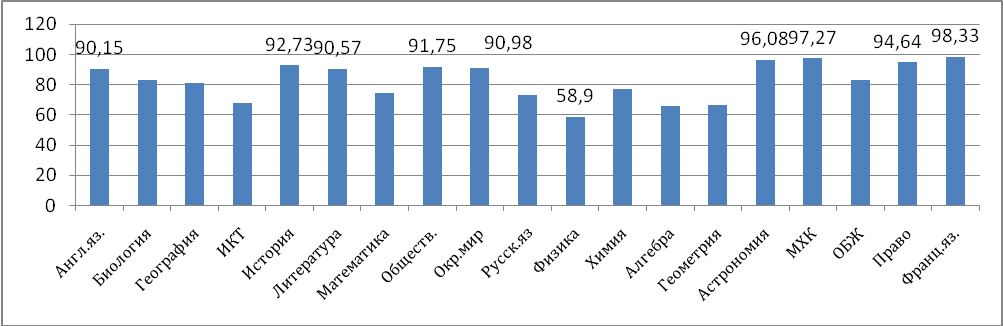 120
100
80
60
40
20
0
90,15
92,73
90,57
91,75
90,98
58,9
96,08
97,27
94,64
98,33
Англ.яз.
Биология
География
ИКТ
История
Литература
Математика
Обществ.
Окр.мир
Русск.яз
Физика
Химия
Алгебра
Геометрия
Астрономия
МХК
ОБЖ
Право
Франц.яз.